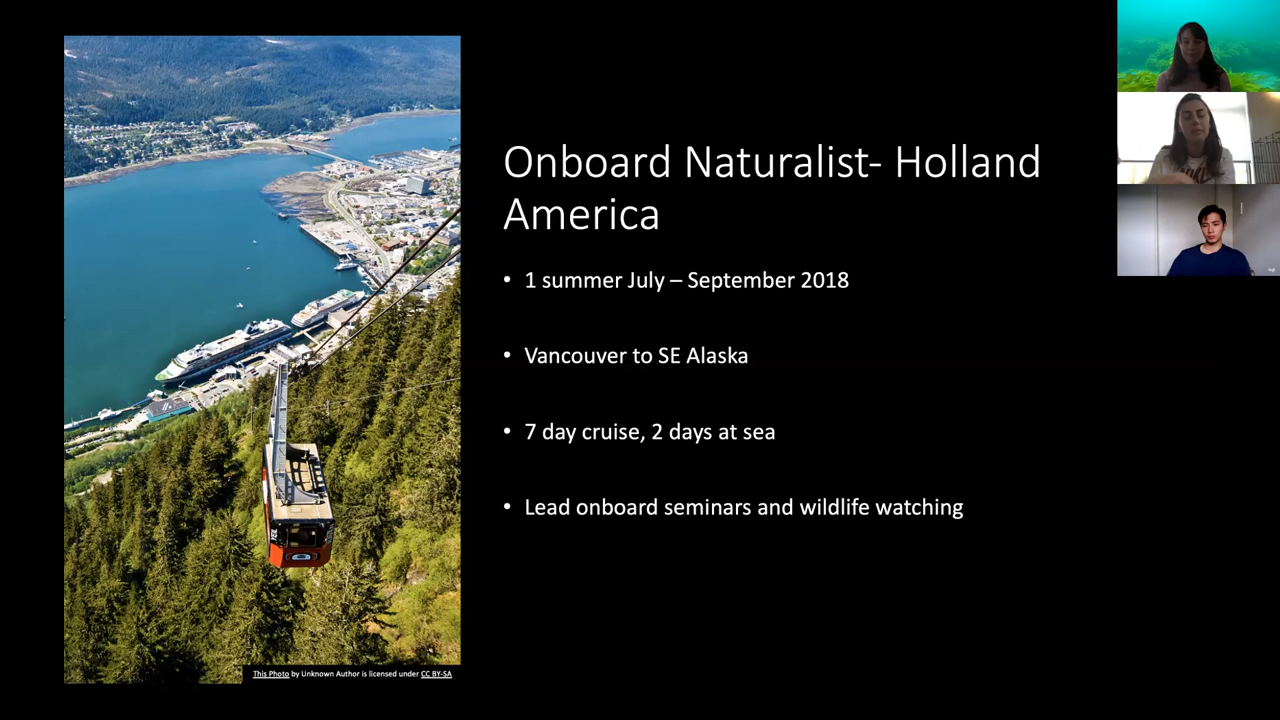 Onboard Naturalist- Holland
America
• 1 summer July – September 2018
• Vancouver to SE Alaska
• 7 day cruise, 2 days at sea
• Lead onboard seminars and wildlife watching
This Photo by Unknown Author is licensed under CC BY-SA